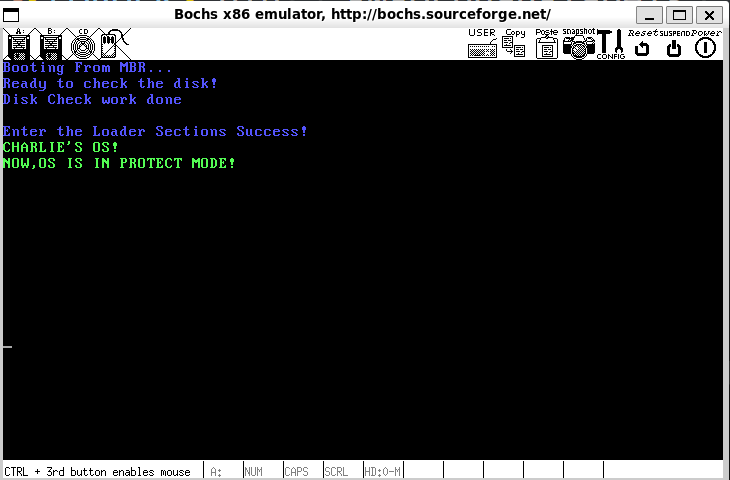 Bochs x86 emulator, http://bochs.sourceforge.net/
A: B: CD USER Copy Paste snapshot CONFIG Reset SUSPEND Power
Booting From MBR...
Ready to check the disk!
Disk Check work done
Enter the Loader Sections Success!
CHARLIE'S OS!
NOW,OS IS IN PROTECT MODE!
CTRL + 3rd button enables mouse A: NUM CAPS SCRL HD:0-M